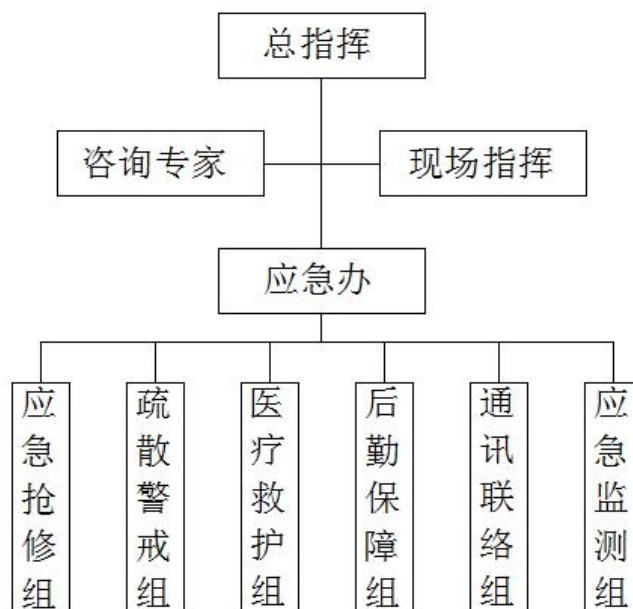 总指挥
咨询专家
现场指挥
应急办
应急抢修组
疏散警戒组
医疗救护组
后勤保障组
通讯联络组
应急监测组